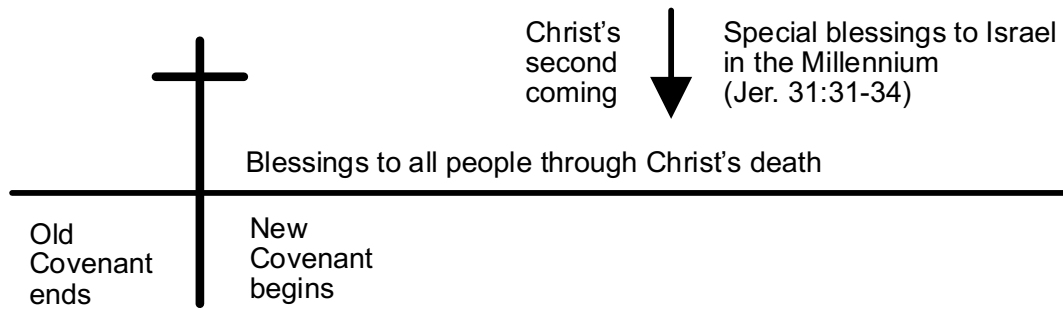 Christ's
second
coming
Special blessings to Israel
in the Millennium
(Jer. 31:31-34)
Blessings to all people through Christ's death
Old
Covenant
ends
New
Covenant
begins